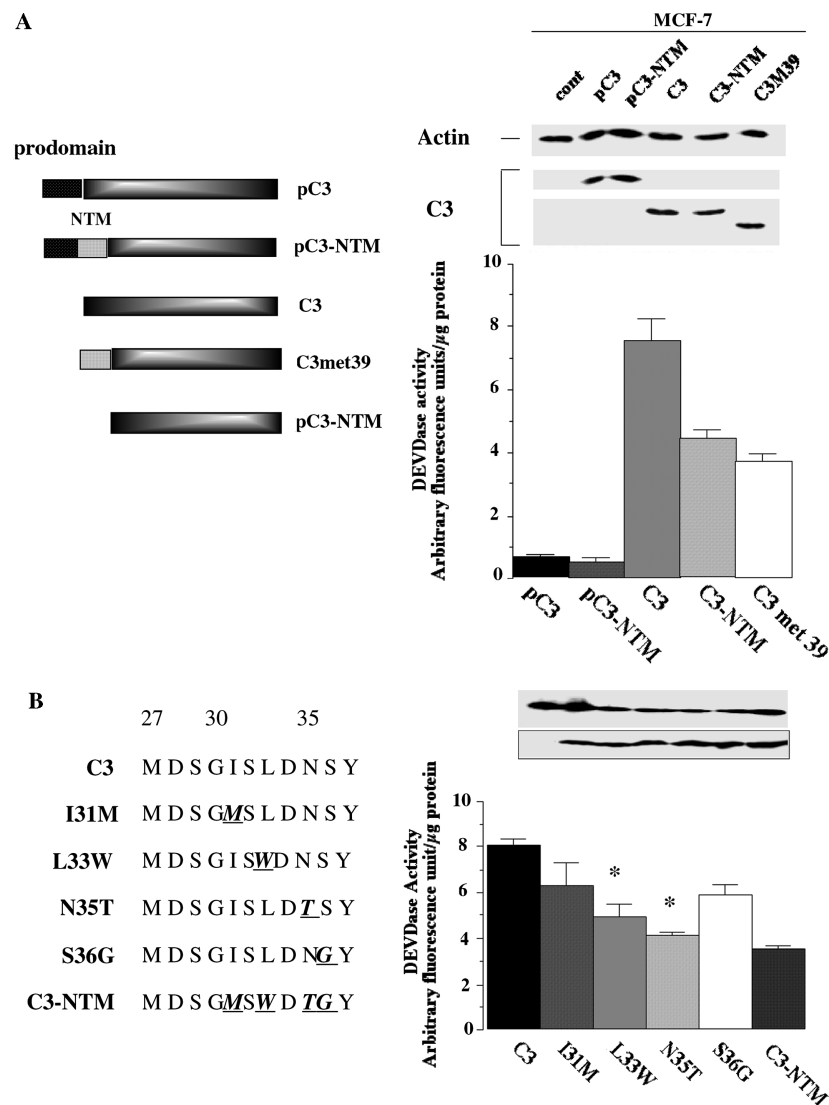 A
MCF-7
cont
pC3
pC3-NTM
C3
C3-NTM
C3M39
Actin
C3
prodomain
pC3
NTM
pC3-NTM
C3
C3met39
pC3-NTM
DEVDase activity
Arbitrary fluorescence units/µg protein
10
8
6
4
2
0
pC3
pC3-NTM
C3
C3-NTM
C3 met 39
B
27 30 35
C3 M D S G I S L D N S Y
I31M M D S G M S L D N S Y
L33W M D S G I S W D N S Y
N35T M D S G I S L D T S Y
S36G M D S G I S L D N G Y
C3-NTM M D S G M S W D T G Y
DEVDase Activity
Arbitrary fluorescence unit/µg protein
10
8
6
4
2
0
*
*
C3
I31M
L33W
N35T
S36G
C3-NTM